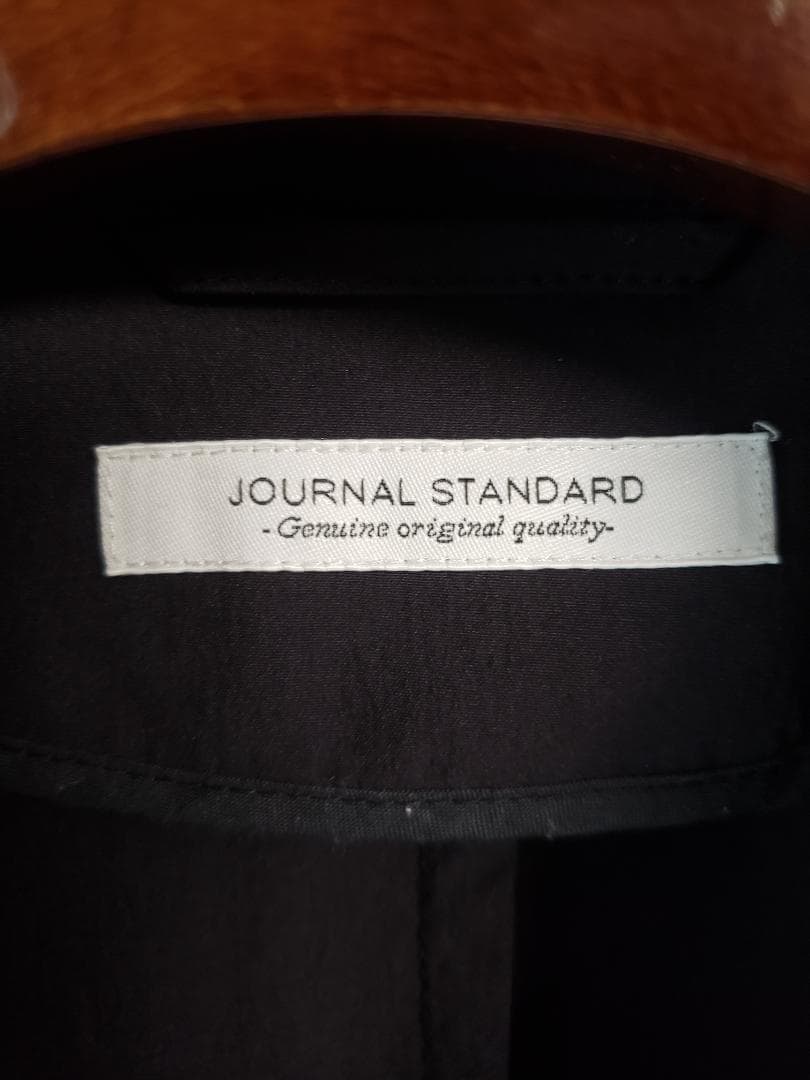 JOURNAL STANDARD
-Genuine original quality-